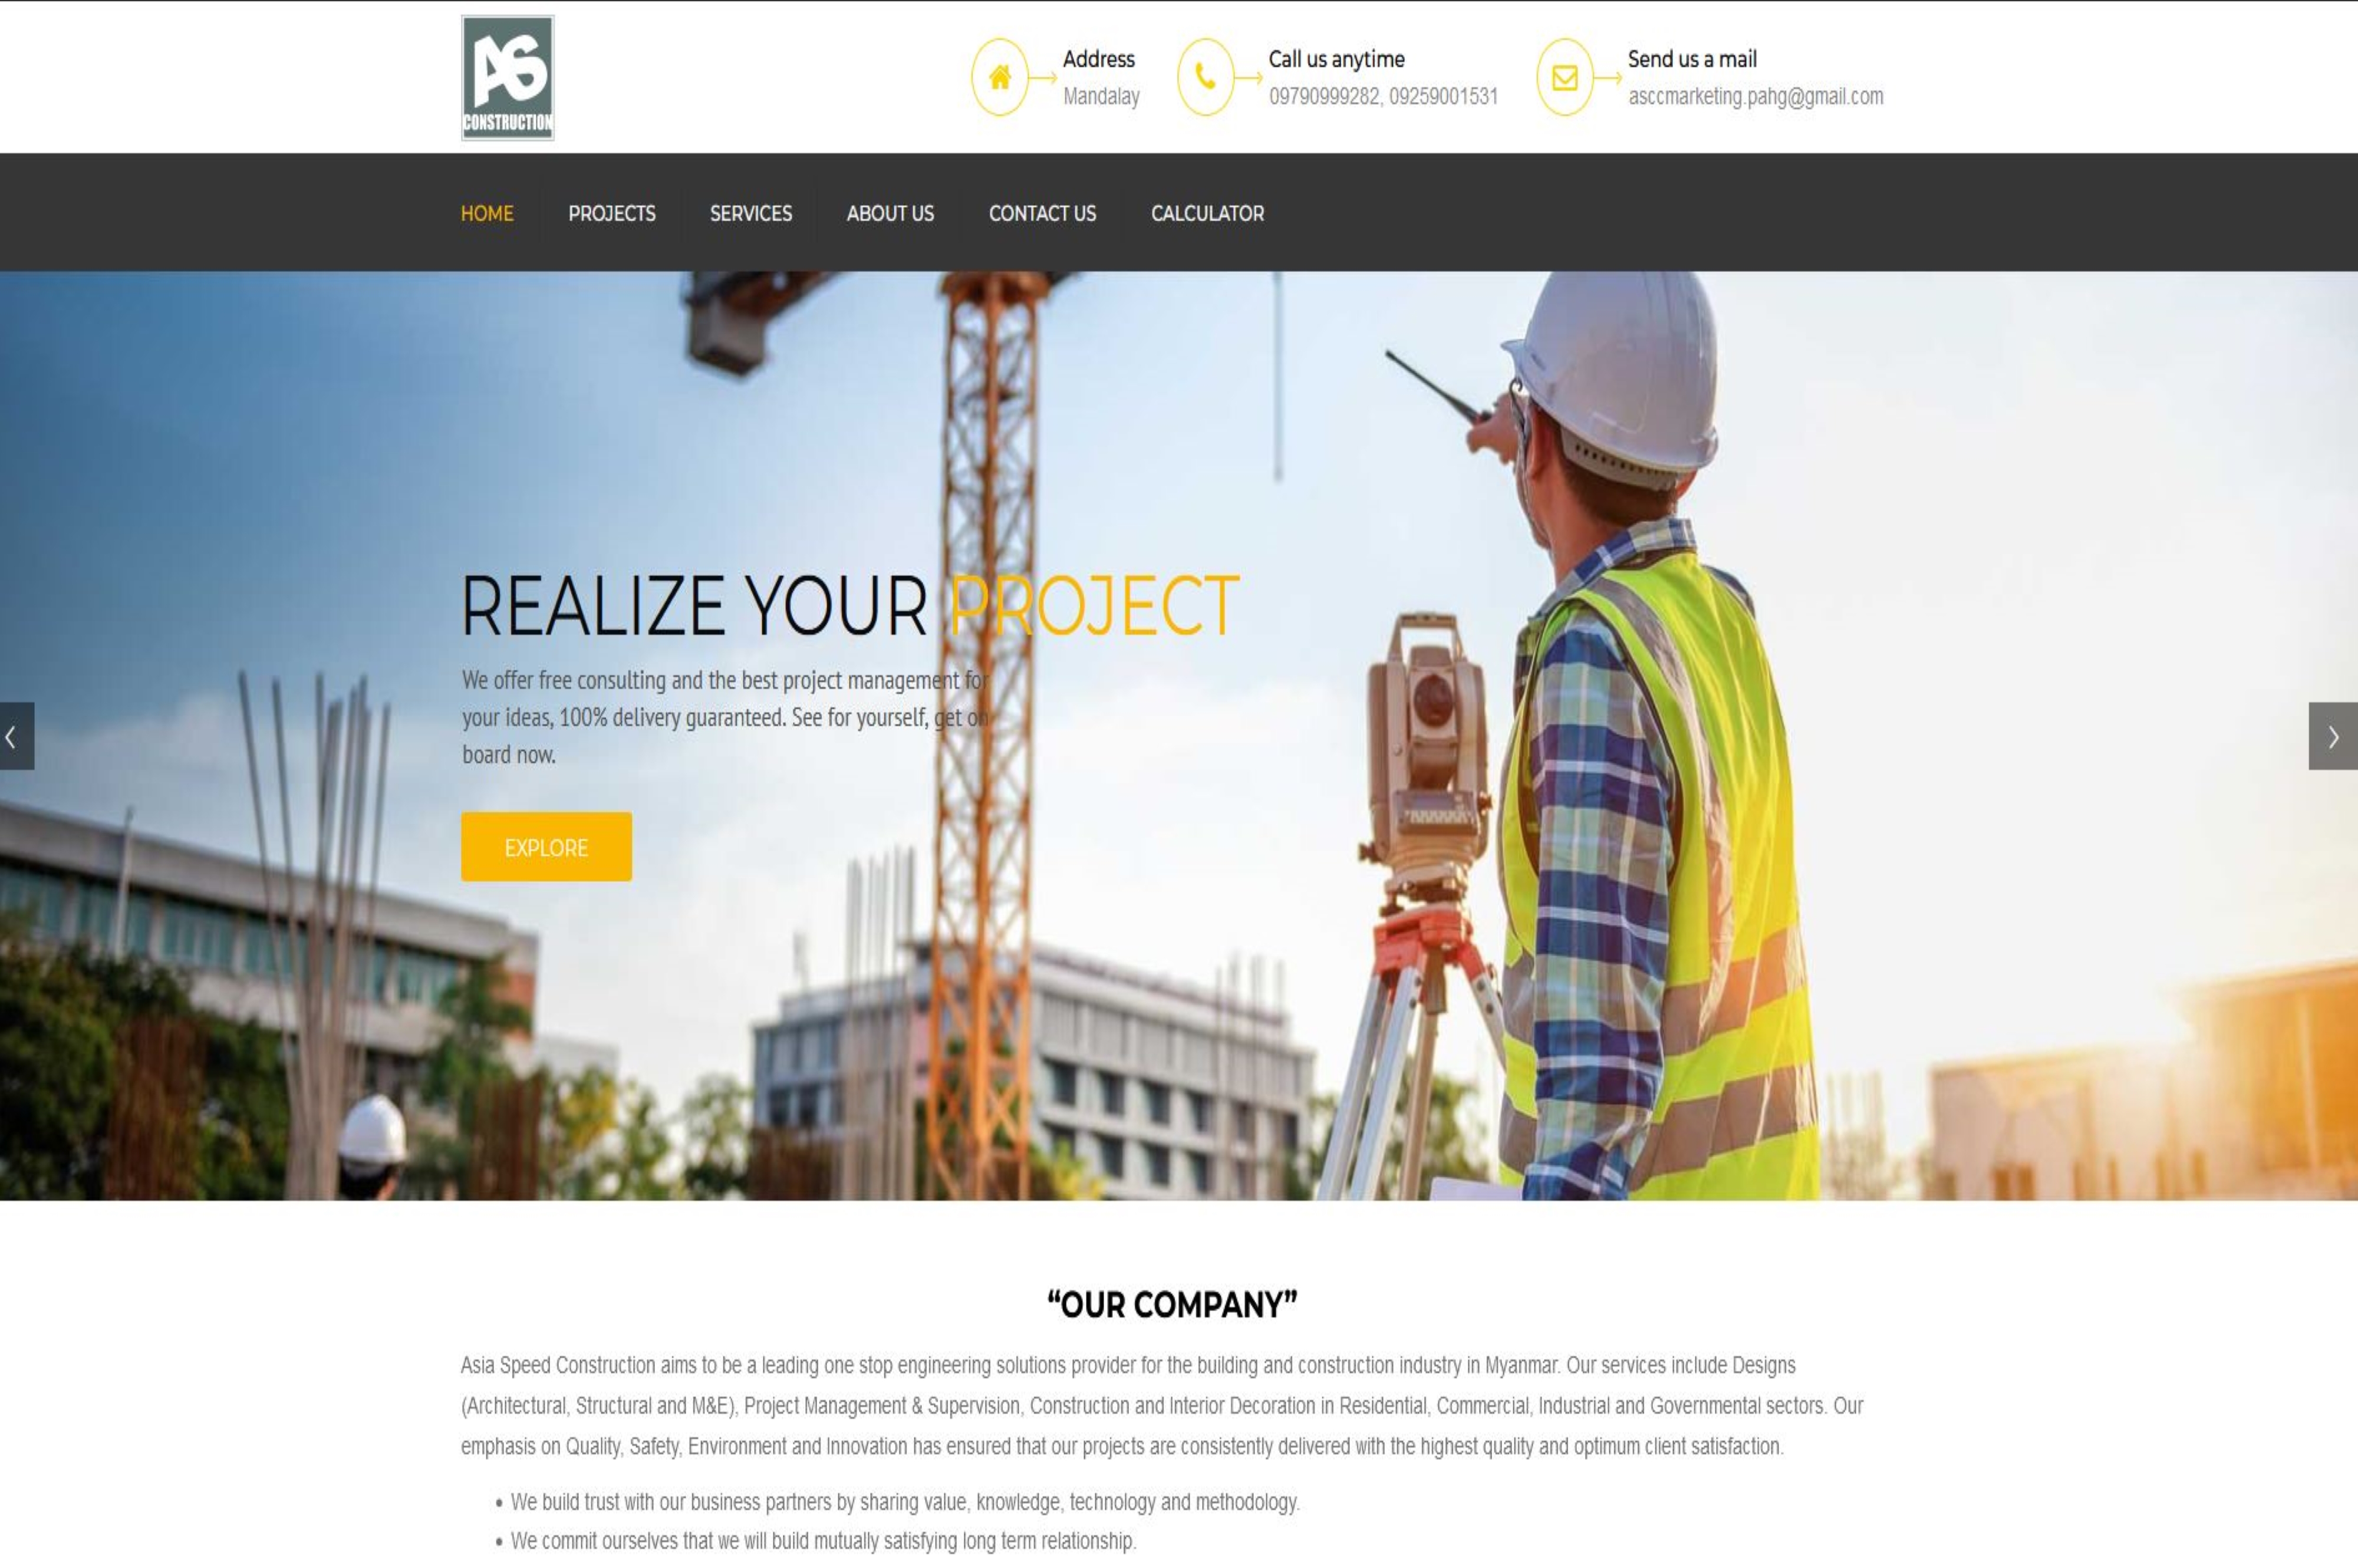 AS
CONSTRUCTION
Address
Mandalay
Call us anytime
09790999282, 09259001531
Send us a mail
asccmarketing.pahg@gmail.com
HOME PROJECTS SERVICES ABOUT US CONTACT US CALCULATOR
REALIZE YOUR PROJECT
We offer free consulting and the best project management for
your ideas, 100% delivery guaranteed. See for yourself, get on
board now.
EXPLORE
“OUR COMPANY”
Asia Speed Construction aims to be a leading one stop engineering solutions provider for the building and construction industry in Myanmar. Our services include Designs
(Architectural, Structural and M&E), Project Management & Supervision, Construction and Interior Decoration in Residential, Commercial, Industrial and Governmental sectors. Our
emphasis on Quality, Safety, Environment and Innovation has ensured that our projects are consistently delivered with the highest quality and optimum client satisfaction.
• We build trust with our business partners by sharing value, knowledge, technology and methodology.
• We commit ourselves that we will build mutually satisfying long term relationship.